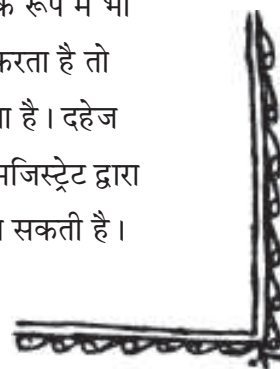 के रूप में भी
करता है तो
ा है। दहेज
मजिस्ट्रेट द्वारा
सकती है।